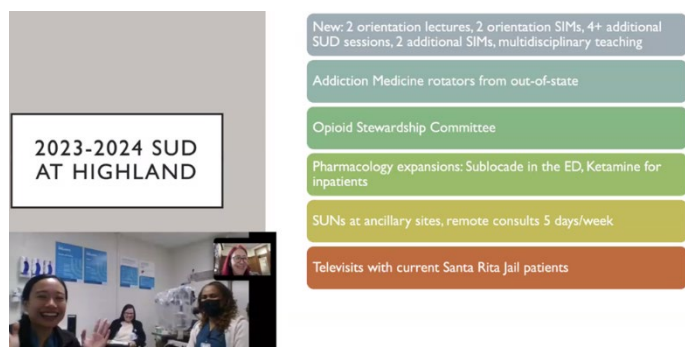 2023-2024 SUD
AT HIGHLAND
New: 2 orientation lectures, 2 orientation SIMs, 4+ additional
SUD sessions, 2 additional SIMs, multidisciplinary teaching
Addiction Medicine rotators from out-of-state
Opioid Stewardship Committee
Pharmacology expansions: Sublocade in the ED, Ketamine for
inpatients
SUNs at ancillary sites, remote consults 5 days/week
Televisits with current Santa Rita Jail patients